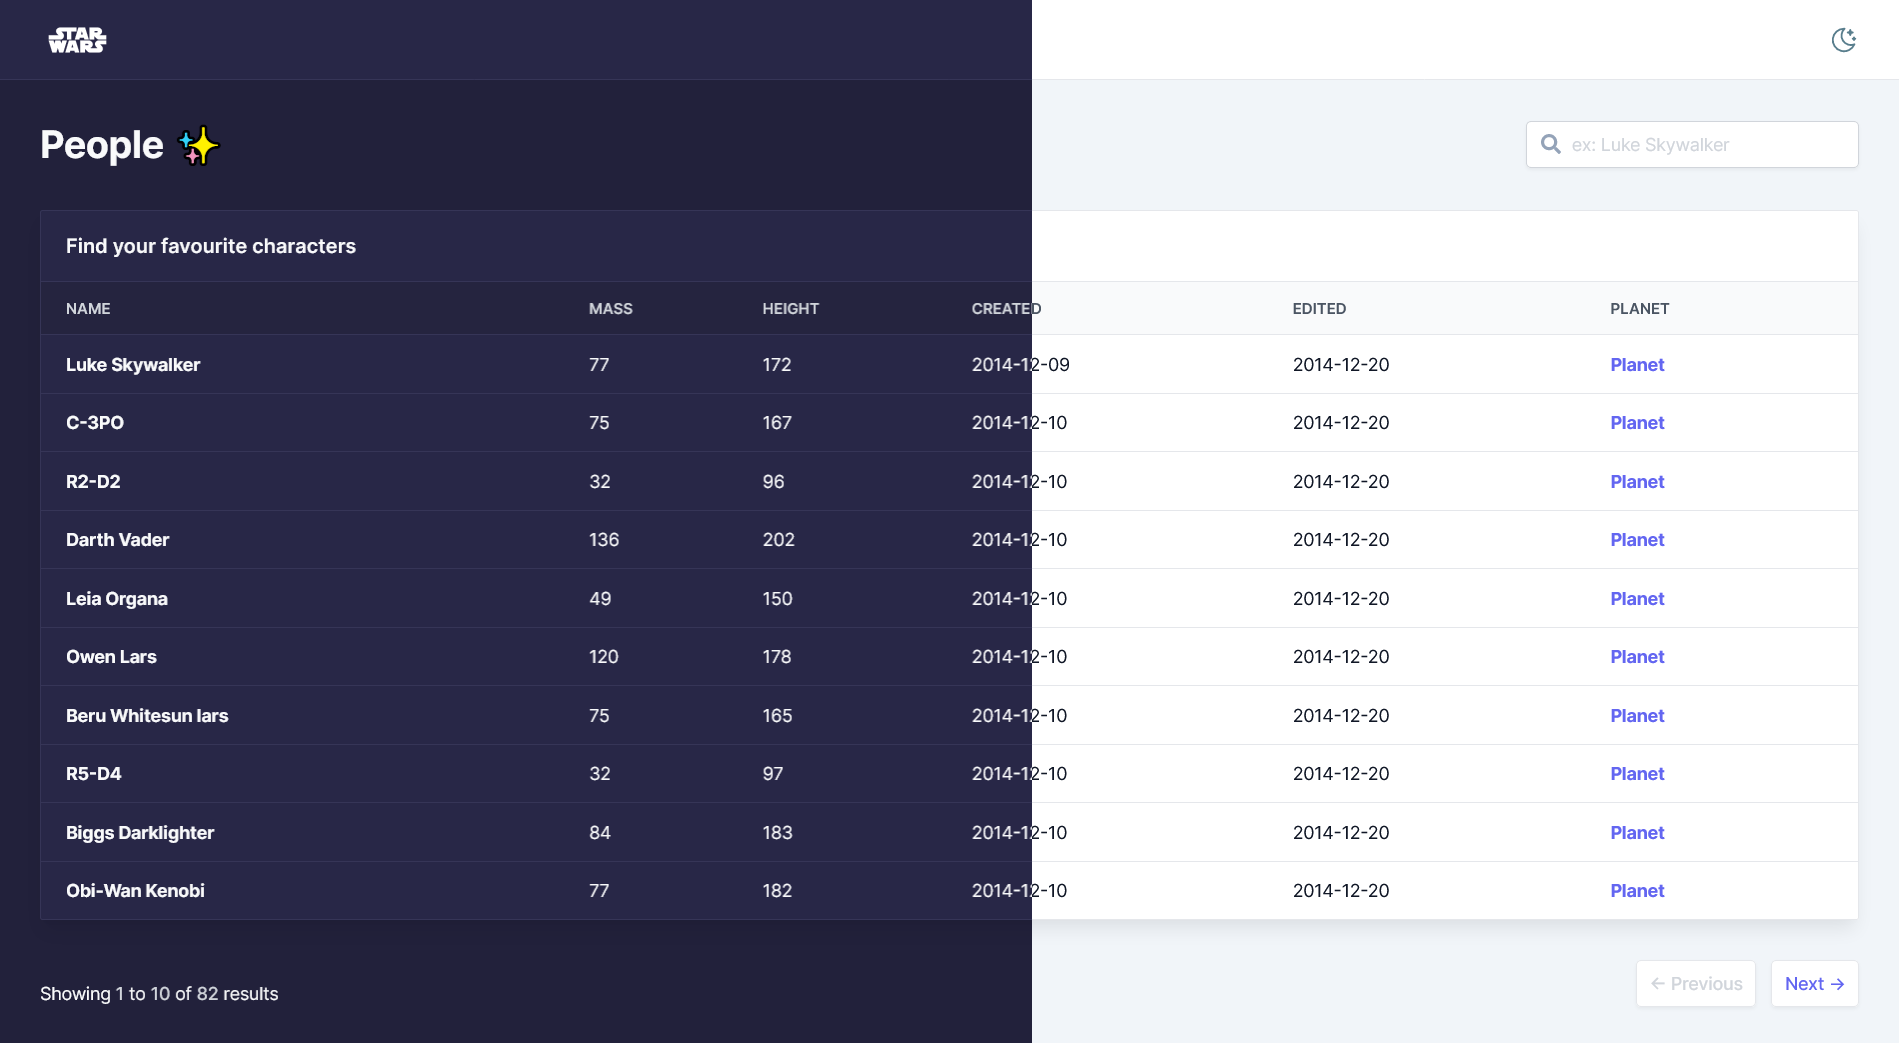 STAR WARS
People
ex: Luke Skywalker
Find your favourite characters
NAME MASS HEIGHT CREATED EDITED PLANET
Luke Skywalker 77 172 2014-12-09 2014-12-20 Planet
C-3PO 75 167 2014-12-10 2014-12-20 Planet
R2-D2 32 96 2014-12-10 2014-12-20 Planet
Darth Vader 136 202 2014-12-10 2014-12-20 Planet
Leia Organa 49 150 2014-12-10 2014-12-20 Planet
Owen Lars 120 178 2014-12-10 2014-12-20 Planet
Beru Whitesun lars 75 165 2014-12-10 2014-12-20 Planet
R5-D4 32 97 2014-12-10 2014-12-20 Planet
Biggs Darklighter 84 183 2014-12-10 2014-12-20 Planet
Obi-Wan Kenobi 77 182 2014-12-10 2014-12-20 Planet
Showing 1 to 10 of 82 results
← Previous Next →